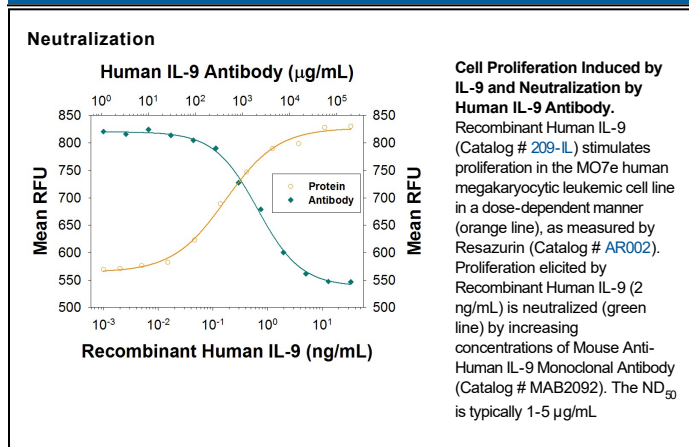 Neutralization
Human IL-9 Antibody (μg/mL)
10⁰ 10¹ 10² 10³ 10⁴ 10⁵
850 850
800 800
750 750
700 700
650 650
600 600
550 550
500 500
Mean RFU
Mean RFU
Protein
Antibody
10⁻³ 10⁻² 10⁻¹ 10⁰ 10¹
Recombinant Human IL-9 (ng/mL)
Cell Proliferation Induced by
IL-9 and Neutralization by
Human IL-9 Antibody.
Recombinant Human IL-9
(Catalog # 209-IL) stimulates
proliferation in the MO7e human
megakaryocytic leukemic cell line
in a dose-dependent manner
(orange line), as measured by
Resazurin (Catalog # AR002).
Proliferation elicited by
Recombinant Human IL-9 (2
ng/mL) is neutralized (green
line) by increasing
concentrations of Mouse Anti-
Human IL-9 Monoclonal Antibody
(Catalog # MAB2092). The ND₅₀
is typically 1-5 μg/mL